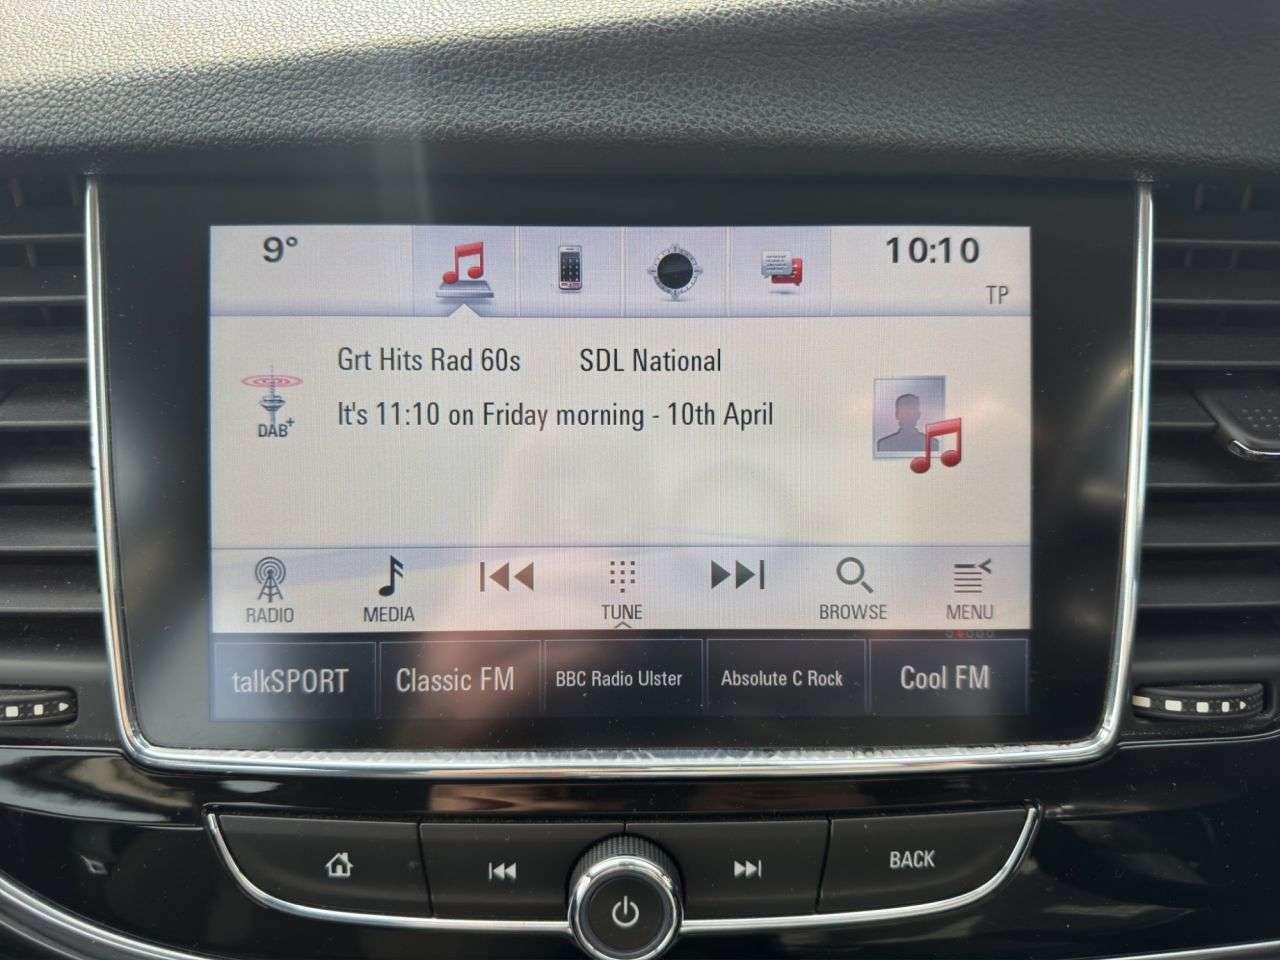 9° 10:10
TP
Grt Hits Rad 60s SDL National
It's 11:10 on Friday morning - 10th April
DAB+
RADIO MEDIA TUNE BROWSE MENU
talkSPORT Classic FM BBC Radio Ulster Absolute C Rock Cool FM
BACK